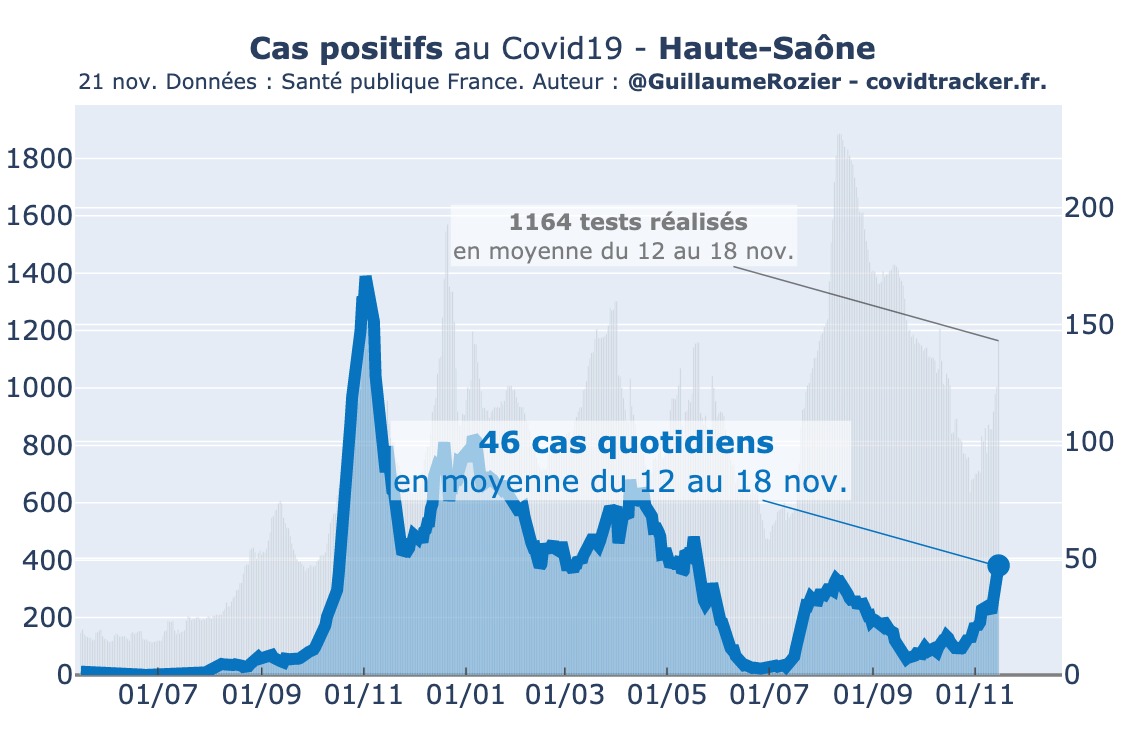 Cas positifs au Covid19 - Haute-Saône
21 nov. Données : Santé publique France. Auteur : @GuillaumeRozier - covidtracker.fr.
1800
1600
1400
1200
1000
800
600
400
200
0
200
150
100
50
0
1164 tests réalisés
en moyenne du 12 au 18 nov.
46 cas quotidiens
en moyenne du 12 au 18 nov.
01/07 01/09 01/11 01/01 01/03 01/05 01/07 01/09 01/11